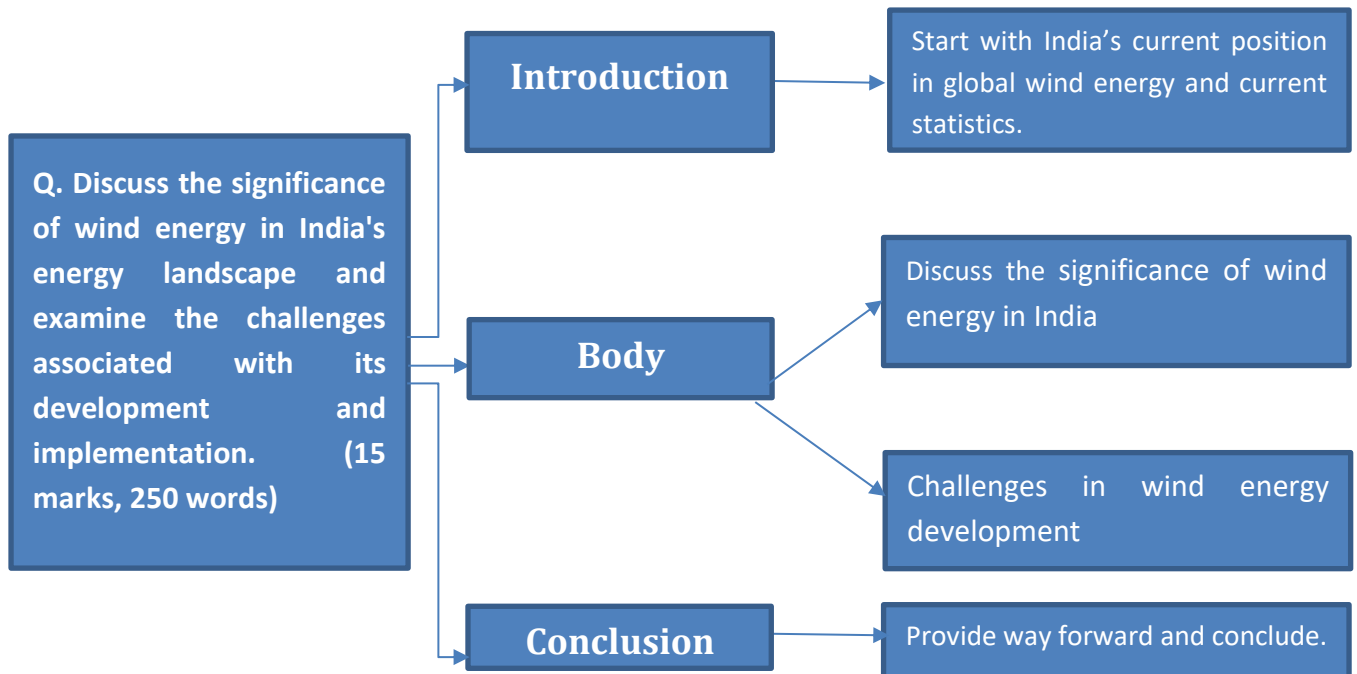 Q. Discuss the significance
of wind energy in India's
energy landscape and
examine the challenges
associated with its
development and
implementation. (15
marks, 250 words)
Introduction
Start with India’s current position
in global wind energy and current
statistics.
Body
Discuss the significance of wind
energy in India
Challenges in wind energy
development
Conclusion
Provide way forward and conclude.